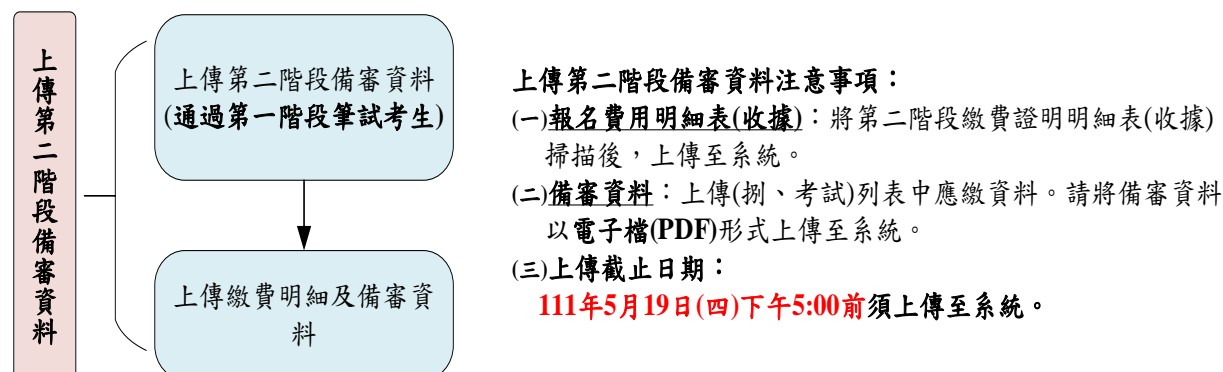 上傳第二階段備審資料
上傳第二階段備審資料
(通過第一階段筆試考生)
上傳繳費明細及備審資
料
上傳第二階段備審資料注意事項：
(一)報名費用明細表(收據)：將第二階段繳費證明明細表(收據)
掃描後，上傳至系統。
(二)備審資料：上傳(捌、考試)列表中應繳資料。請將備審資料
以電子檔(PDF)形式上傳至系統。
(三)上傳截止日期：
111年5月19日(四)下午5:00前須上傳至系統。